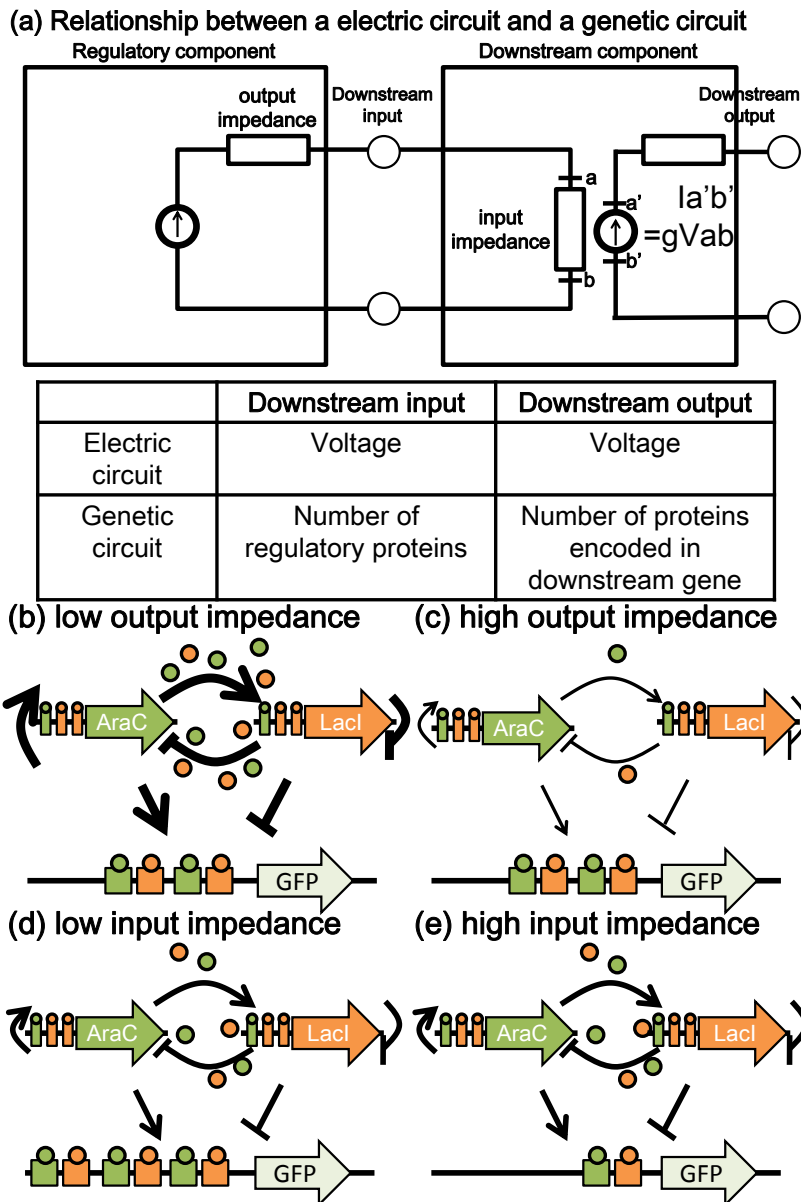 (a) Relationship between a electric circuit and a genetic circuit
Regulatory component
Downstream component
output
impedance
Downstream
input
Downstream
output
a
input
impedance
b
a'
b'
Ia'b'
=gVab
Downstream input
Downstream output
Electric
circuit
Voltage
Voltage
Genetic
circuit
Number of
regulatory proteins
Number of proteins
encoded in
downstream gene
(b) low output impedance
AraC
LacI
GFP
(c) high output impedance
AraC
LacI
GFP
(d) low input impedance
AraC
LacI
GFP
(e) high input impedance
AraC
LacI
GFP